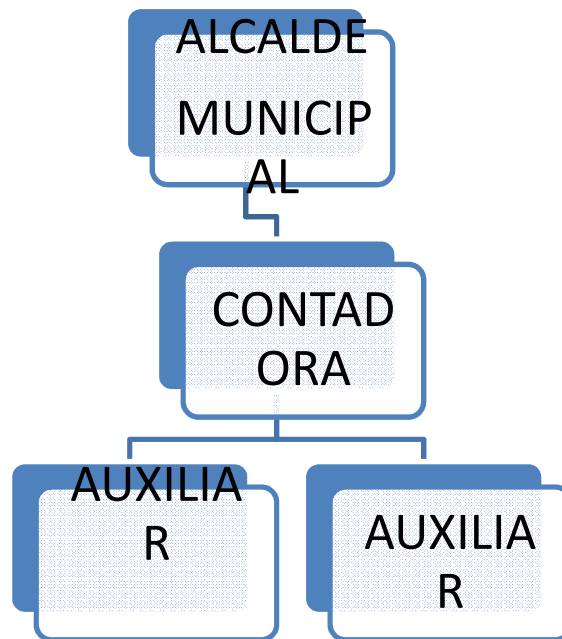 ALCALDE
MUNICIP
AL
CONTAD
ORA
AUXILIA
R
AUXILIA
R